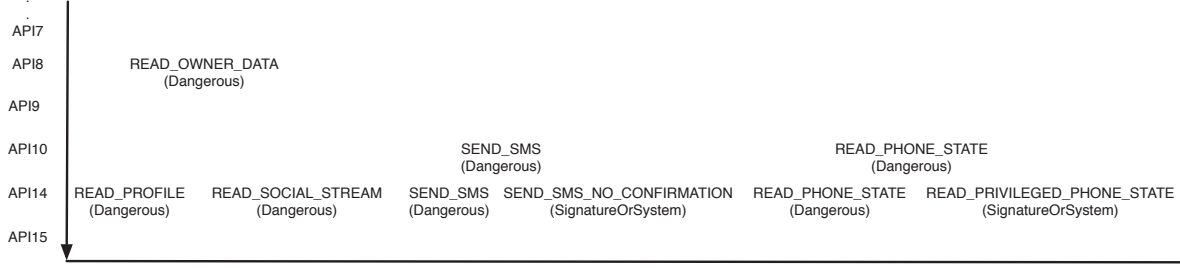 API7
API8 READ_OWNER_DATA
(Dangerous)
API9
API10 SEND_SMS READ_PHONE_STATE
(Dangerous) (Dangerous)
API14 READ_PROFILE READ_SOCIAL_STREAM SEND_SMS SEND_SMS_NO_CONFIRMATION READ_PHONE_STATE READ_PRIVILEGED_PHONE_STATE
(Dangerous) (Dangerous) (Dangerous) (SignatureOrSystem) (Dangerous) (SignatureOrSystem)
API15